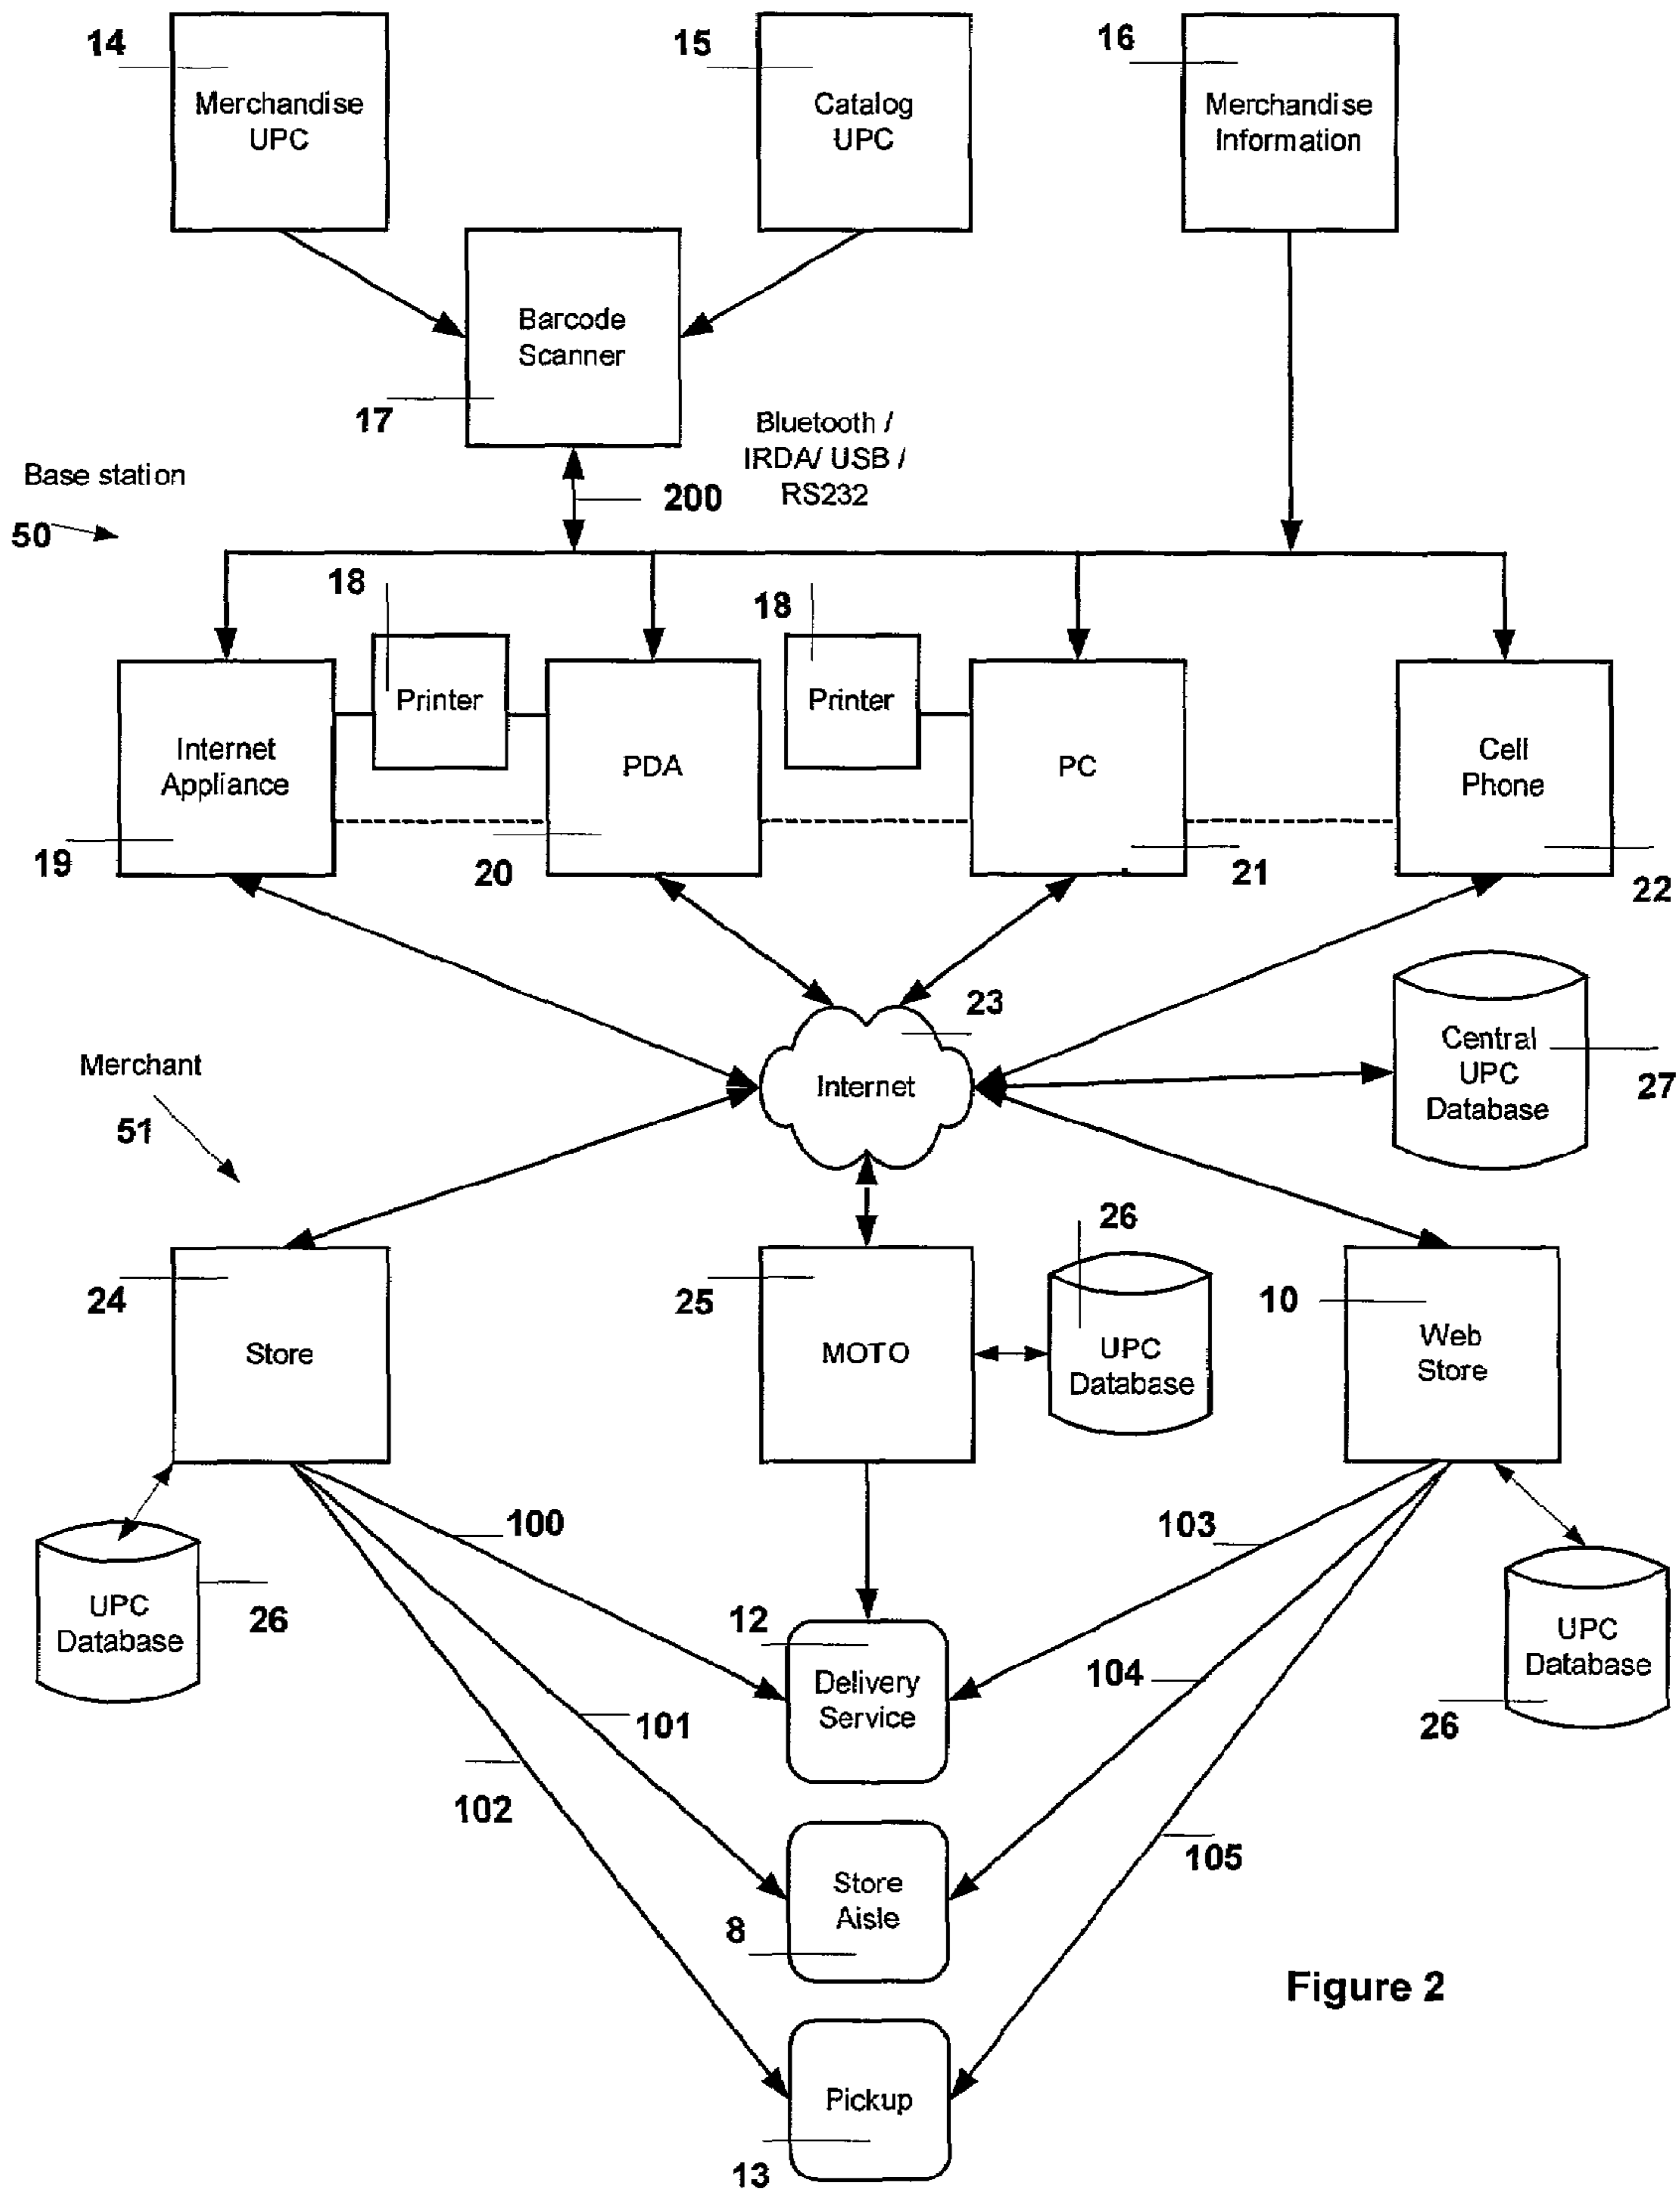 14
Merchandise
UPC
15
Catalog
UPC
16
Merchandise
Information
Barcode
Scanner
17
Bluetooth /
IRDA/ USB /
RS232
200
Base station
50
18
Printer
18
Printer
Internet
Appliance
PDA
PC
Cell
Phone
19
20
21
22
23
Internet
Central
UPC
Database
27
Merchant
51
24
Store
25
MOTO
26
UPC
Database
10
Web
Store
100
103
UPC
Database
26
12
Delivery
Service
UPC
Database
26
104
101
102
105
Store
Aisle
8
Figure 2
Pickup
13